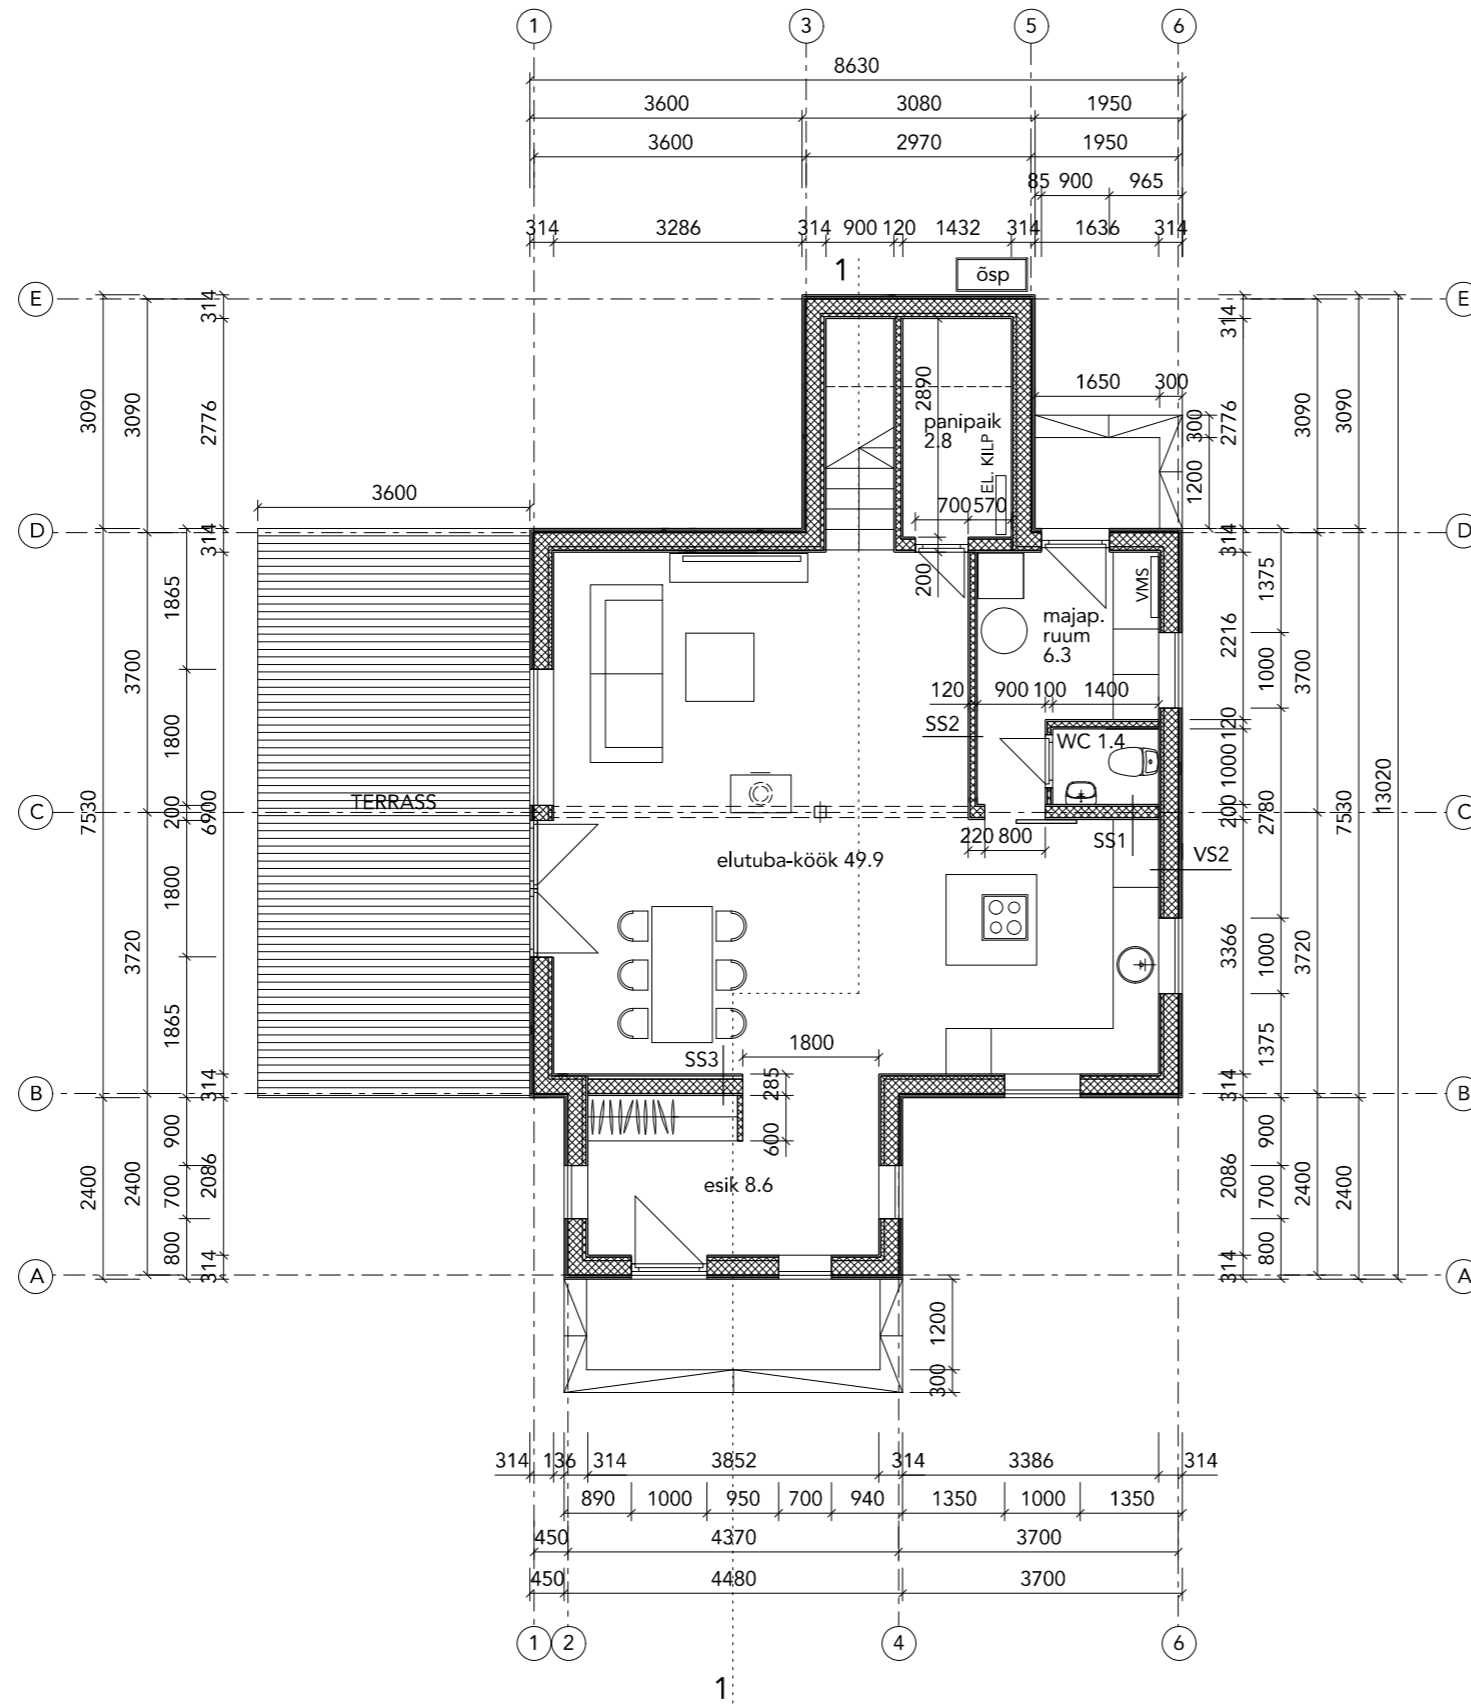 1 3 5 6
8630
3600 3080 1950
3600 2970 1950
85 900 965
314 3286 314 900 120 1432 314 1636 314
1
õsp
E E
314 314
3090 3090 2776 2890 1650 300 300 2776 3090 3090
panipaik
2.8
EL. KILP
1200
3600
700 570
D D
314 314
200
1865 VMS 1375
majap.
ruum
6.3
2216
3700 1000 3700
120 900 100 1400
SS2 120
1800 WC 1.4 1000
TERRASS
C C
7530 200 6900 200 2780 7530 13020
220 800 SS1 VS2
elutuba-köök 49.9
1800
3720 3366 1000 3720
1865 1375
SS3 1800
285
B 314 314 B
600
900 900
2400 2400 700 2086 esik 8.6 2086 700 2400 2400
800 800
314 314
A A
1200
300
314 136 314 3852 314 3386 314
890 1000 950 700 940 1350 1000 1350
450 4370 3700
450 4480 3700
1 2 4 6
1